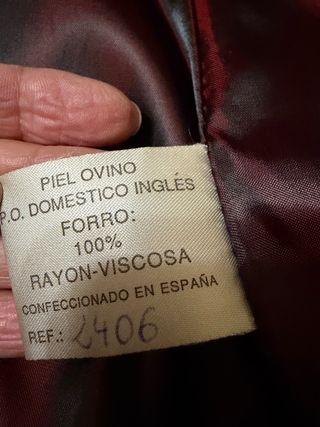 PIEL OVINO
P.O. DOMESTICO INGLÉS
FORRO:
100%
RAYON-VISCOSA
CONFECCIONADO EN ESPAÑA
REF.: 2406